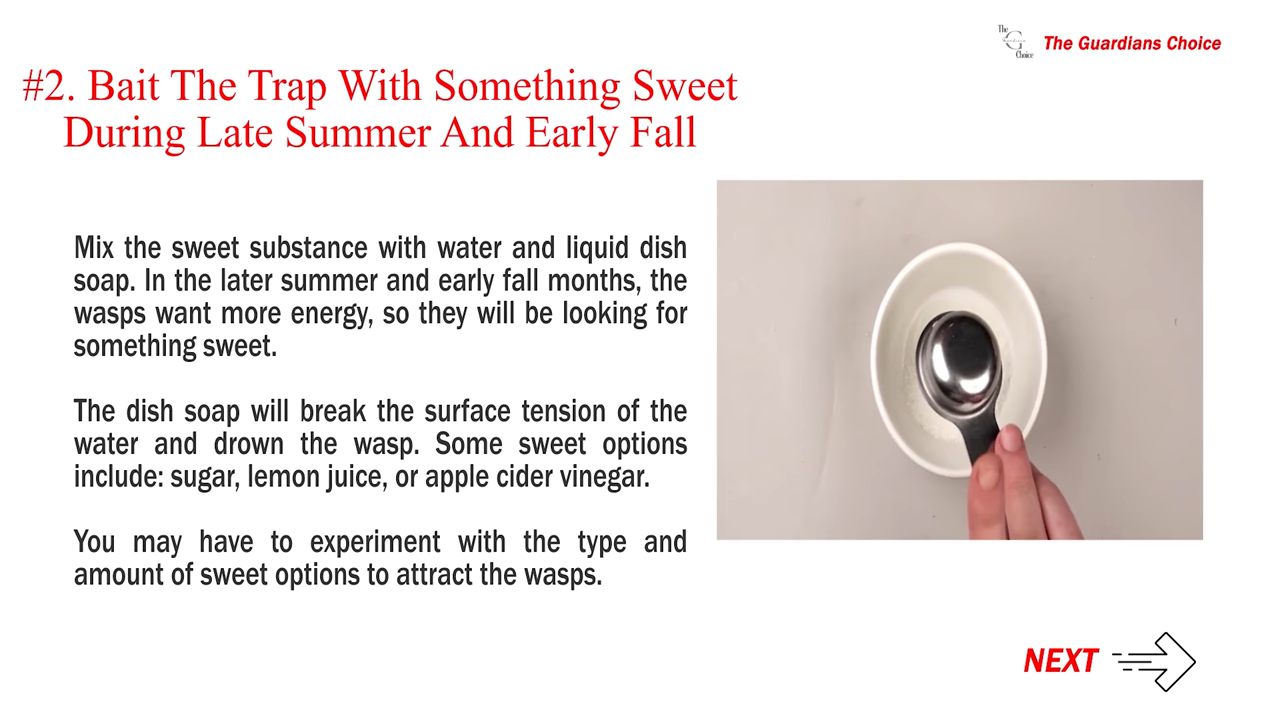 The
G
Choice
The Guardians Choice
#2. Bait The Trap With Something Sweet
During Late Summer And Early Fall
Mix the sweet substance with water and liquid dish
soap. In the later summer and early fall months, the
wasps want more energy, so they will be looking for
something sweet.
The dish soap will break the surface tension of the
water and drown the wasp. Some sweet options
include: sugar, lemon juice, or apple cider vinegar.
You may have to experiment with the type and
amount of sweet options to attract the wasps.
NEXT